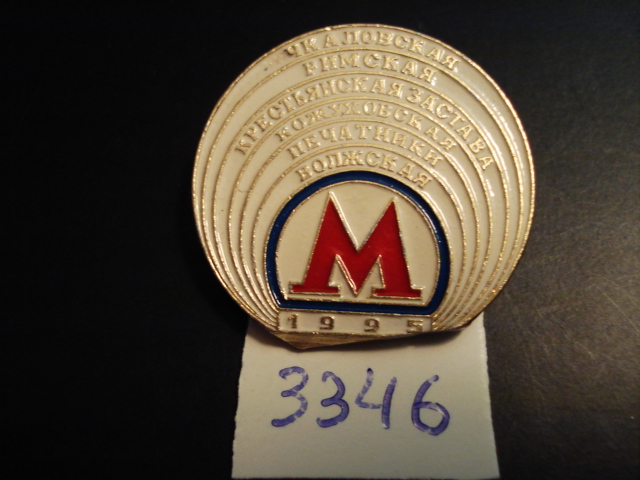 ЧКАЛОВСКАЯ
РИМСКАЯ
КРЕСТЬЯНСКАЯ ЗАСТАВА
КОЖУХОВСКАЯ
ПЕЧАТНИКИ
ВОЛЖСКАЯ
М
1995
3346